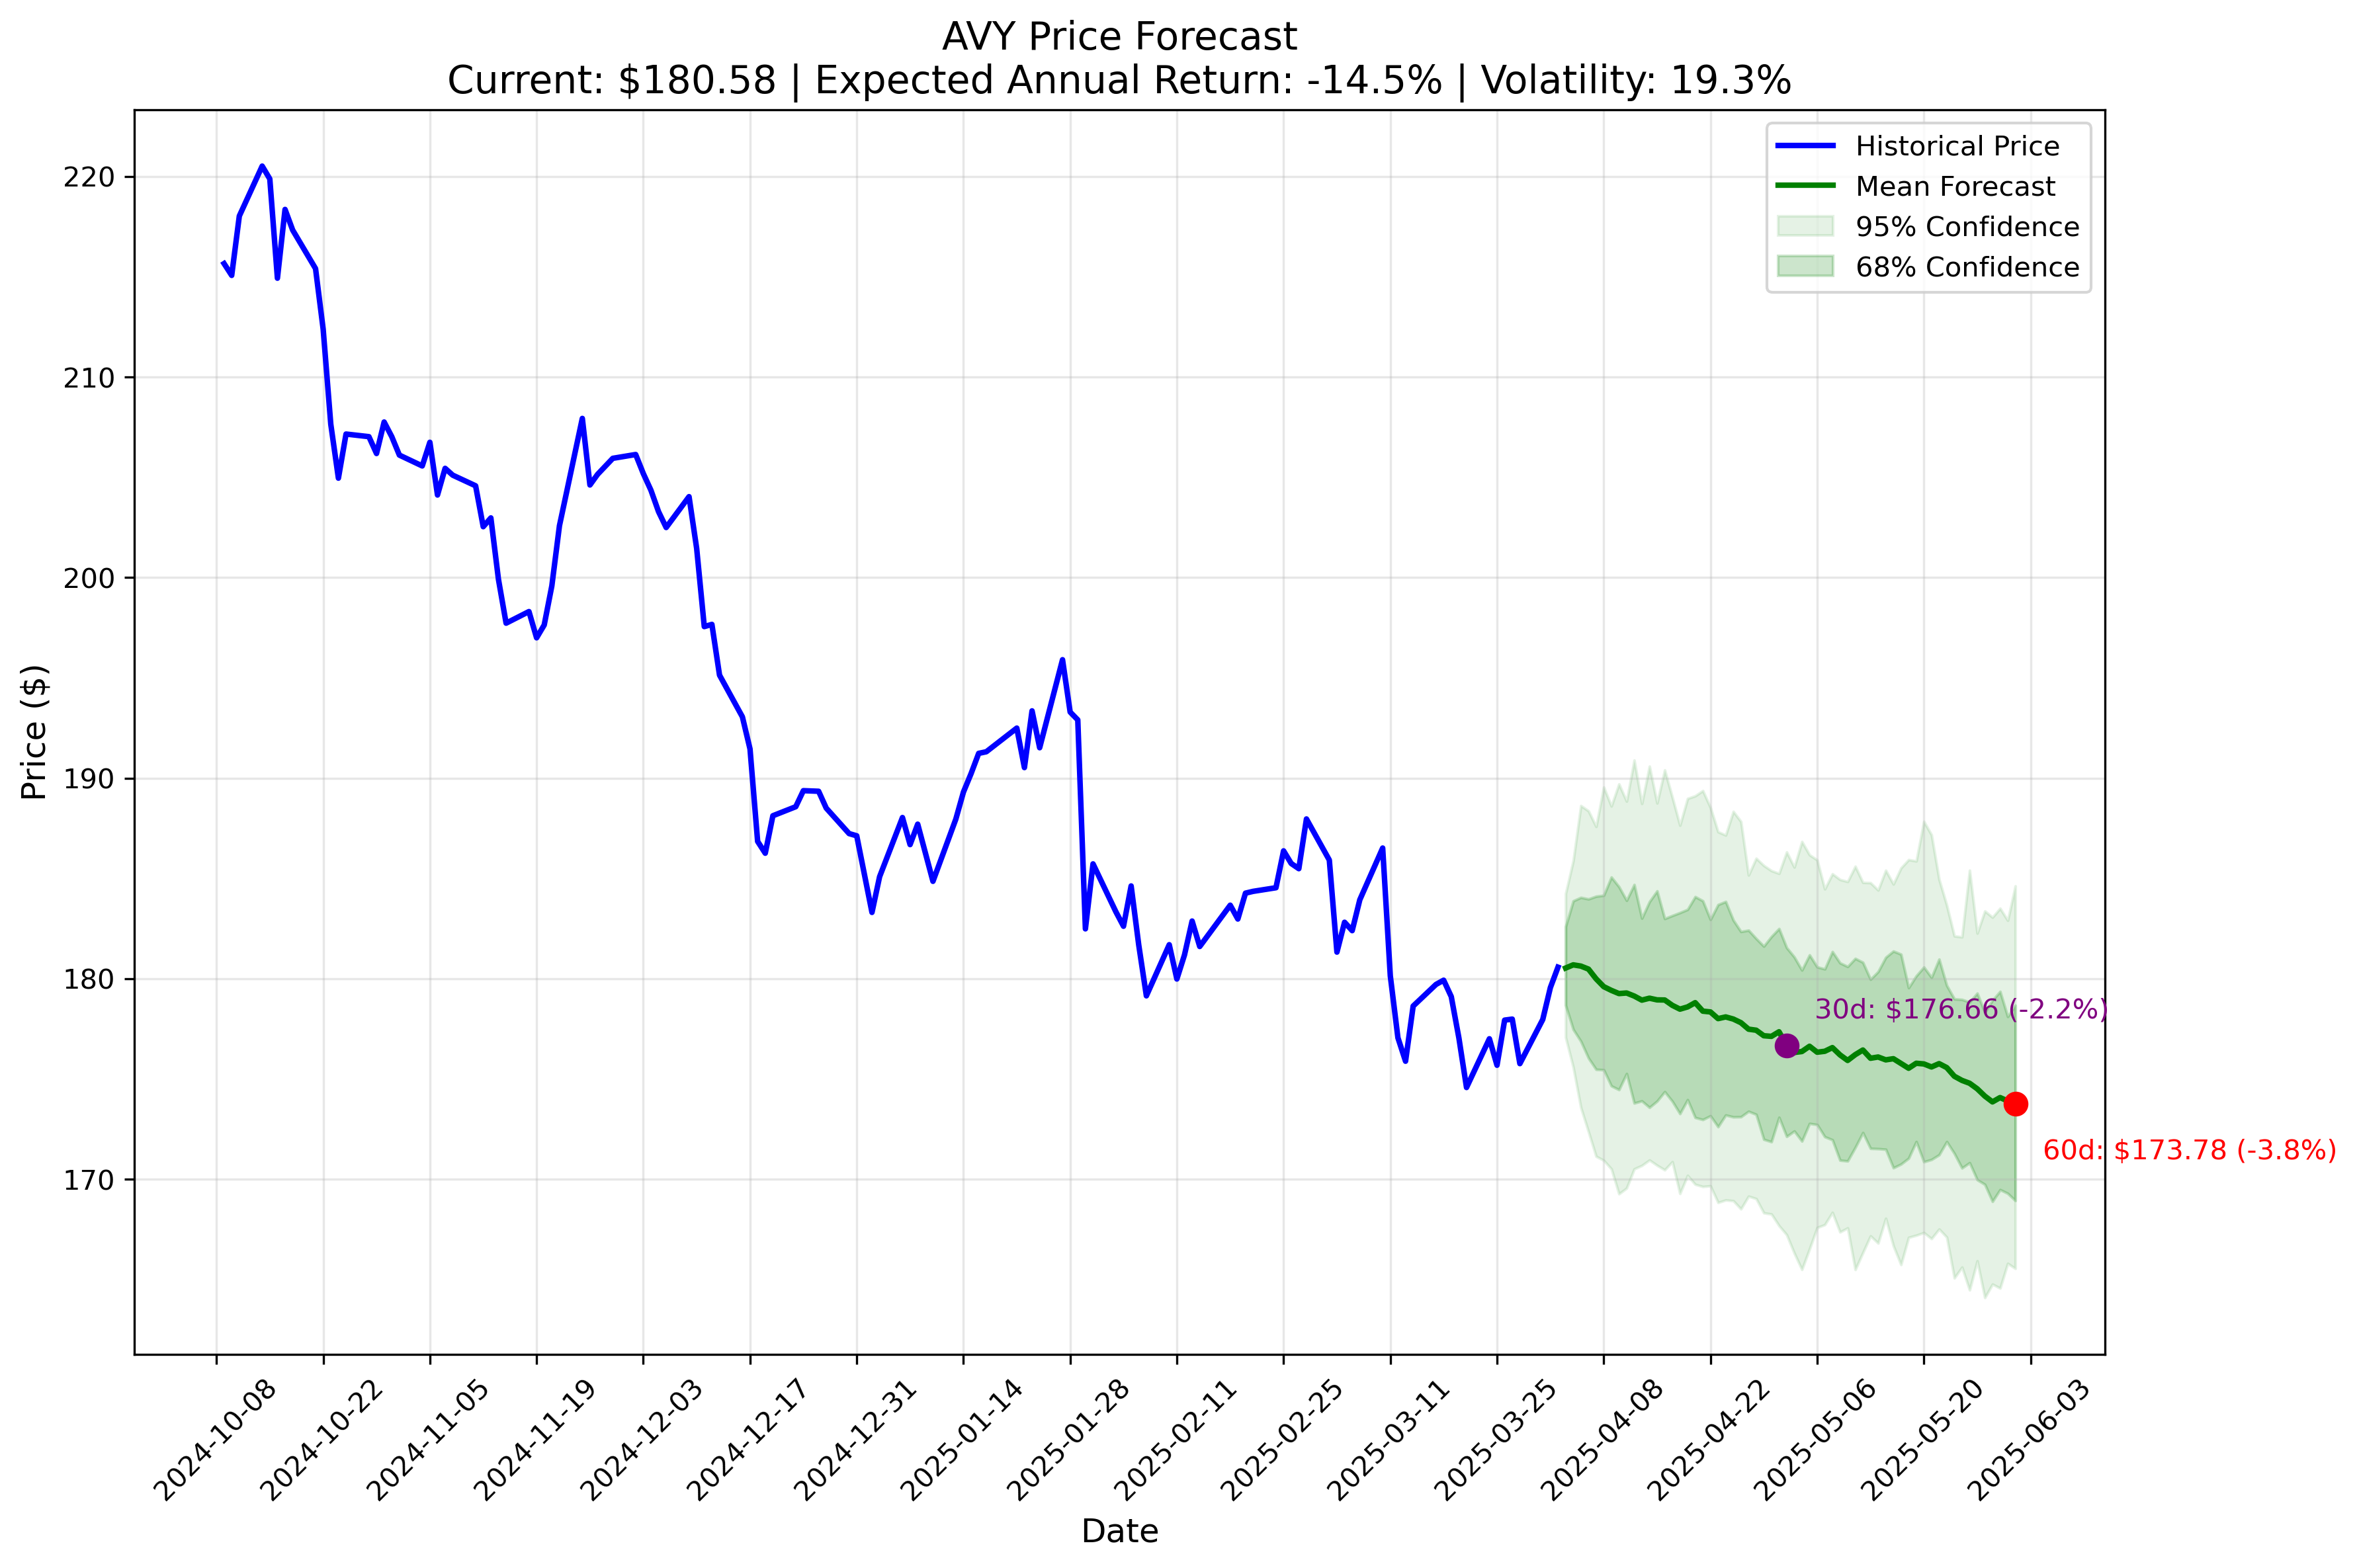 AVY Price Forecast
Current: $180.58 | Expected Annual Return: -14.5% | Volatility: 19.3%
Historical Price
Mean Forecast
95% Confidence
68% Confidence
Price ($)
220
210
200
190
180
170
30d: $176.66 (-2.2%)
60d: $173.78 (-3.8%)
2024-10-08
2024-10-22
2024-11-05
2024-11-19
2024-12-03
2024-12-17
2024-12-31
2025-01-14
2025-01-28
2025-02-11
2025-02-25
2025-03-11
2025-03-25
2025-04-08
2025-04-22
2025-05-06
2025-05-20
2025-06-03
Date